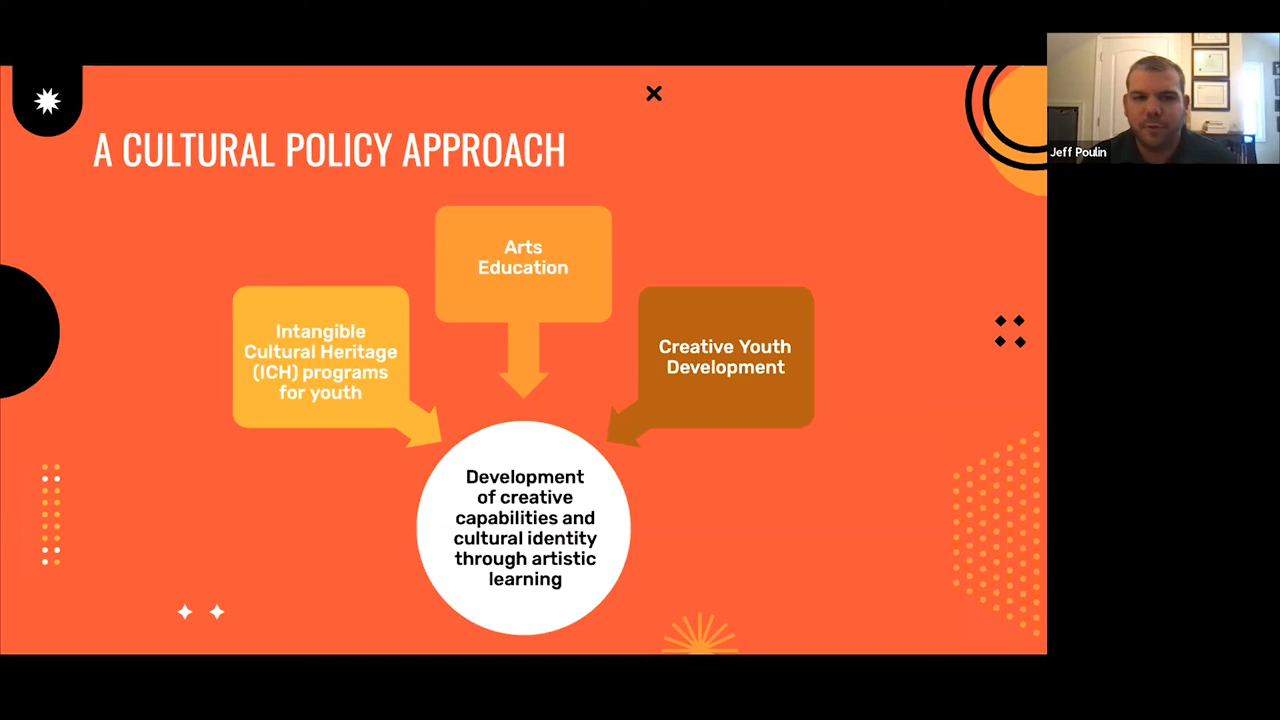 A CULTURAL POLICY APPROACH
Arts
Education
Intangible
Cultural Heritage
(ICH) programs
for youth
Creative Youth
Development
Development
of creative
capabilities and
cultural identity
through artistic
learning
Jeff Poulin